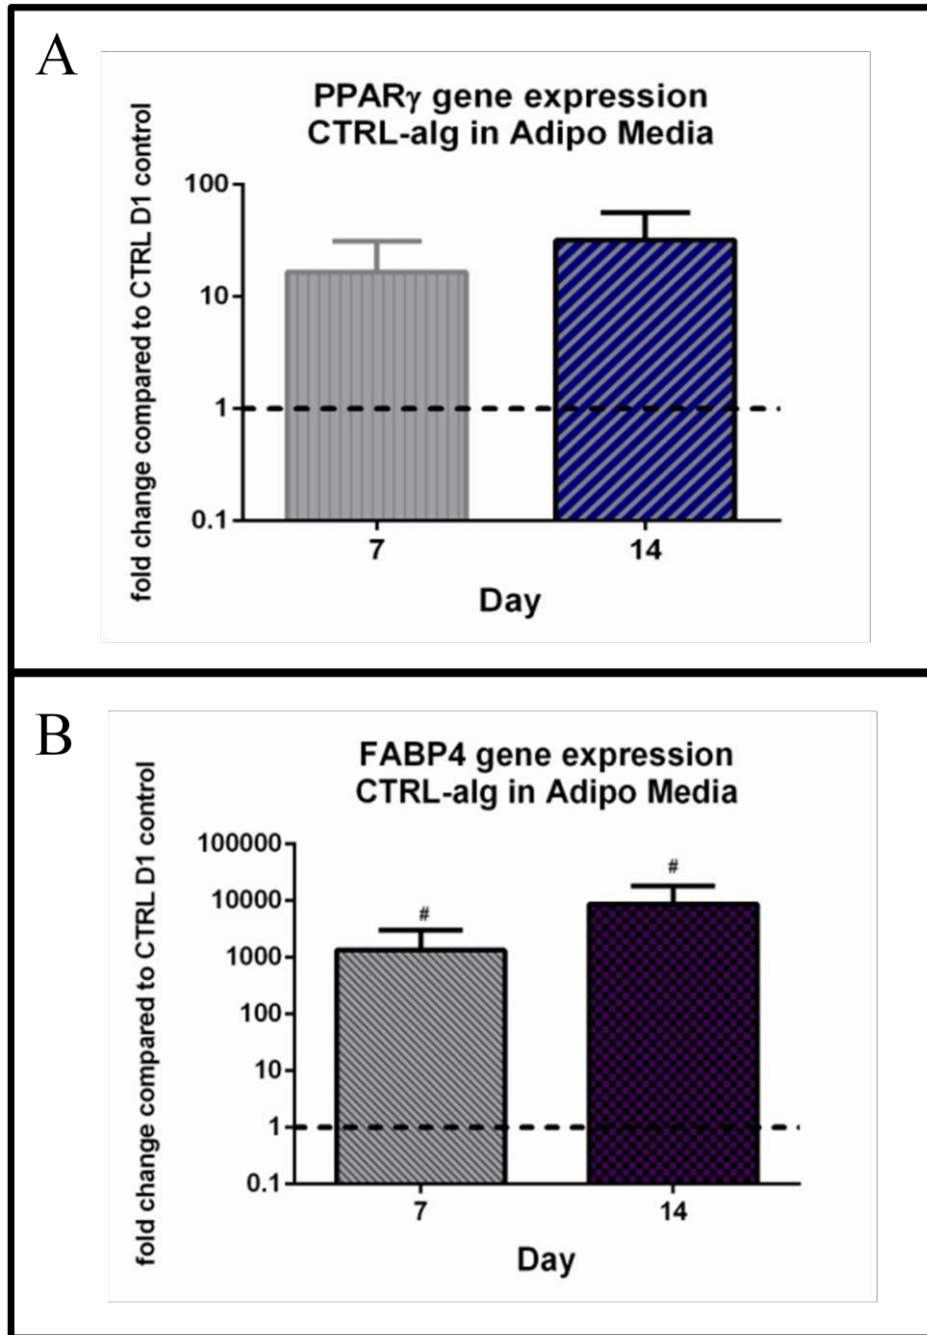 A
PPARγ gene expression
CTRL-alg in Adipo Media
fold change compared to CTRL D1 control
100
10
1
0.1
7
14
Day
B
FABP4 gene expression
CTRL-alg in Adipo Media
fold change compared to CTRL D1 control
100000
10000
1000
100
10
1
0.1
#
#
7
14
Day